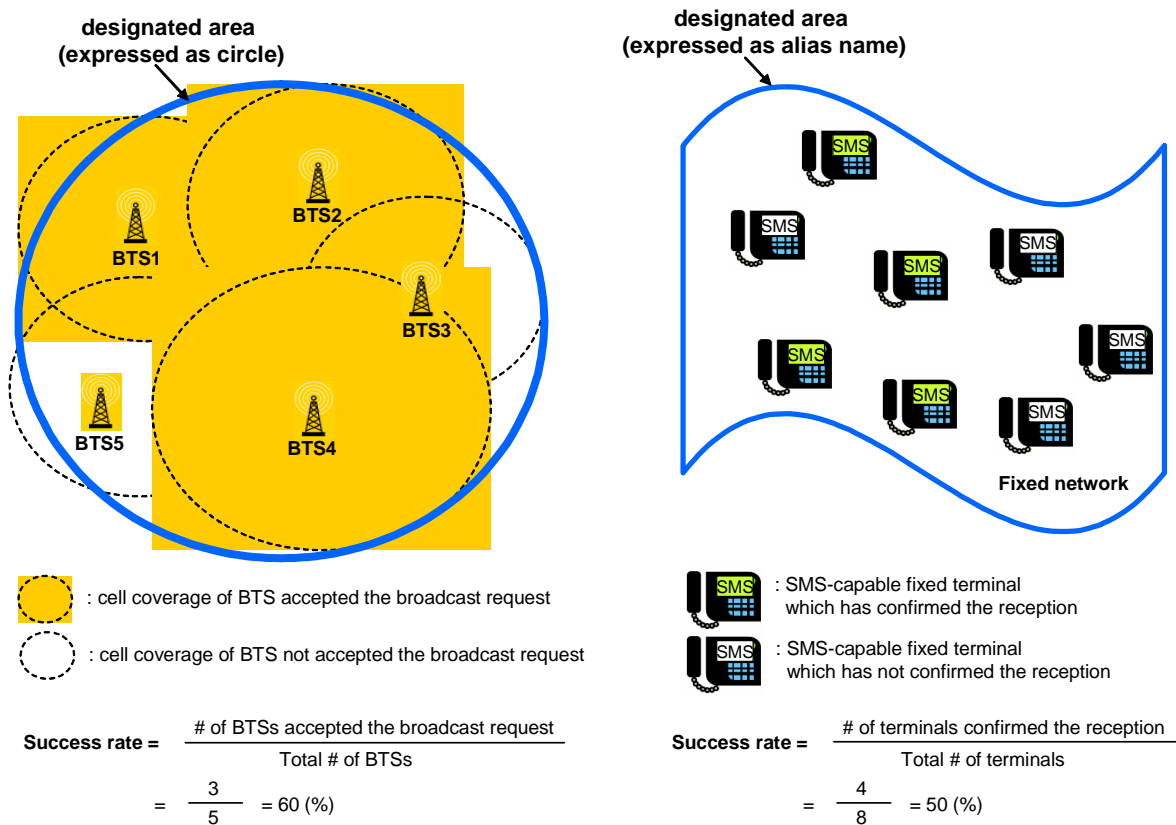 designated area
(expressed as circle)
BTS2
BTS1
BTS3
BTS5
BTS4
: cell coverage of BTS accepted the broadcast request
: cell coverage of BTS not accepted the broadcast request
Success rate =
# of BTSs accepted the broadcast request
Total # of BTSs
=
3
5
= 60 (%)
designated area
(expressed as alias name)
SMS
SMS
SMS
SMS
SMS
SMS
SMS
SMS
Fixed network
SMS
: SMS-capable fixed terminal
which has confirmed the reception
SMS
: SMS-capable fixed terminal
which has not confirmed the reception
Success rate =
# of terminals confirmed the reception
Total # of terminals
=
4
8
= 50 (%)